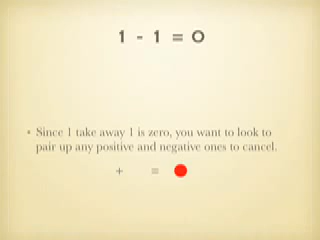 1 - 1 = 0
• Since 1 take away 1 is zero, you want to look to
pair up any positive and negative ones to cancel.
+ =